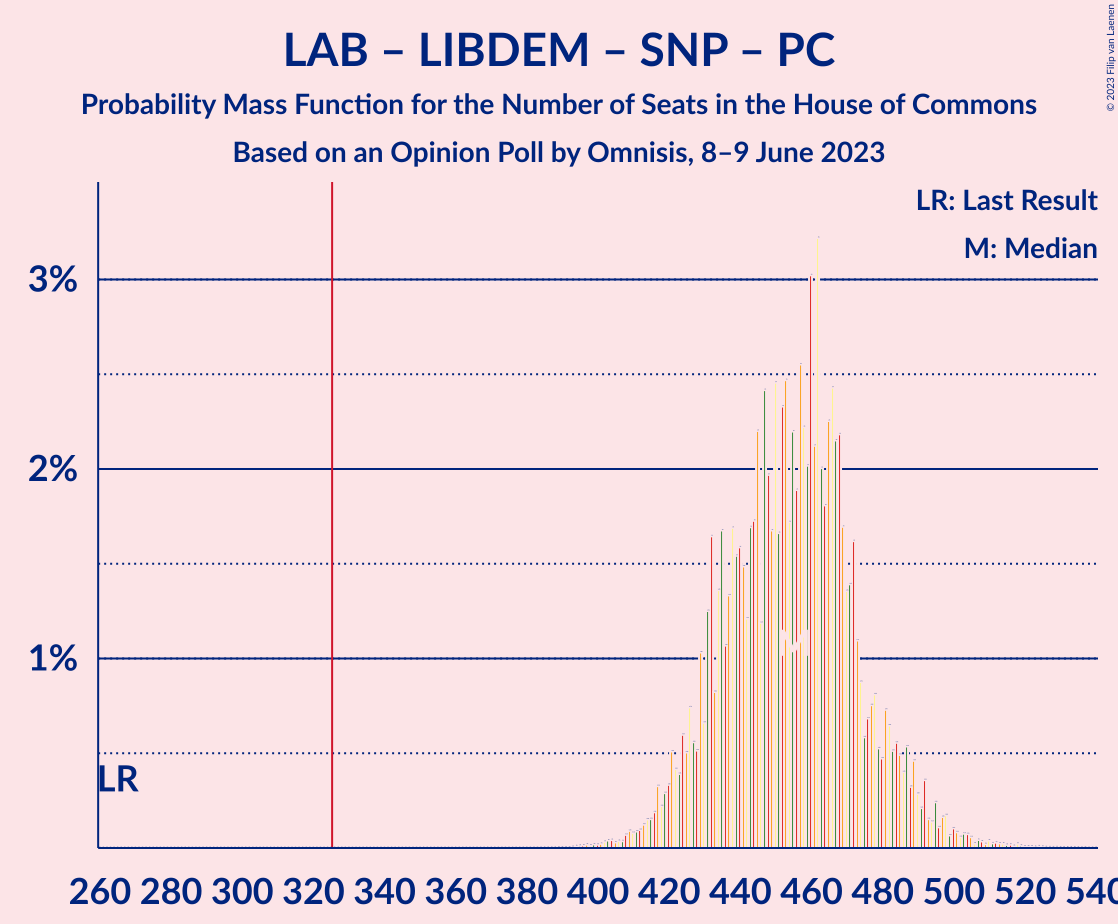 LAB – LIBDEM – SNP – PC
Probability Mass Function for the Number of Seats in the House of Commons
Based on an Opinion Poll by Omnisis, 8–9 June 2023
© 2023 Filip van Laenen
LR: Last Result
M: Median
3%
2%
1%
M
LR
260 280 300 320 340 360 380 400 420 440 460 480 500 520 540